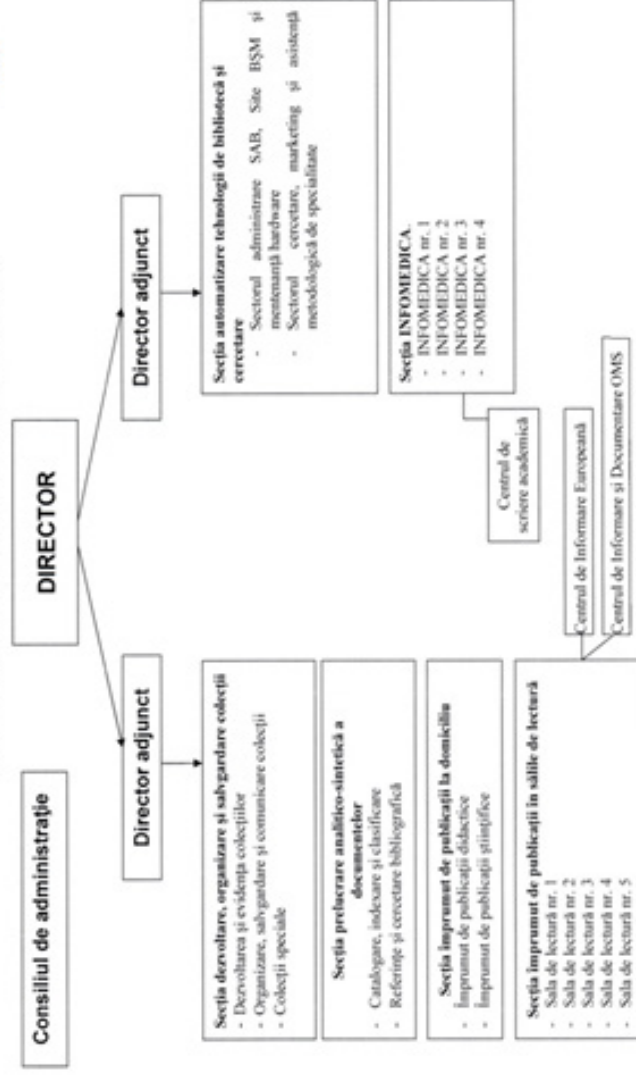 Consiliul de administrație
DIRECTOR
Director adjunct
Director adjunct
Secția dezvoltare, organizare și salvgardare colecții
- Dezvoltarea și evidența colecțiilor
- Organizare, salvgardare și comunicare colecții
- Colecții speciale
Secția prelucrare analitico-sintetică a
documentelor
- Catalogare, indexare și clasificare
- Referințe și cercetare bibliografică
Secția împrumut de publicații la domiciliu
- Împrumut de publicații didactice
- Împrumut de publicații științifice
Secția împrumut de publicații în sălile de lectură
- Sala de lectură nr. 1
- Sala de lectură nr. 2
- Sala de lectură nr. 3
- Sala de lectură nr. 4
- Sala de lectură nr. 5
Centrul de Informare Europeană
Centrul de Informare și Documentare OMS
Secția automatizare tehnologii de bibliotecă și
cercetare
- Sectorul administrare SAB, Site BȘM și
mentenanță hardware
- Sectorul cercetare, marketing și asistență
metodologică de specialitate
Secția INFOMEDICA.
- INFOMEDICA nr. 1
- INFOMEDICA nr. 2
- INFOMEDICA nr. 3
- INFOMEDICA nr. 4
Centrul de
scriere academică